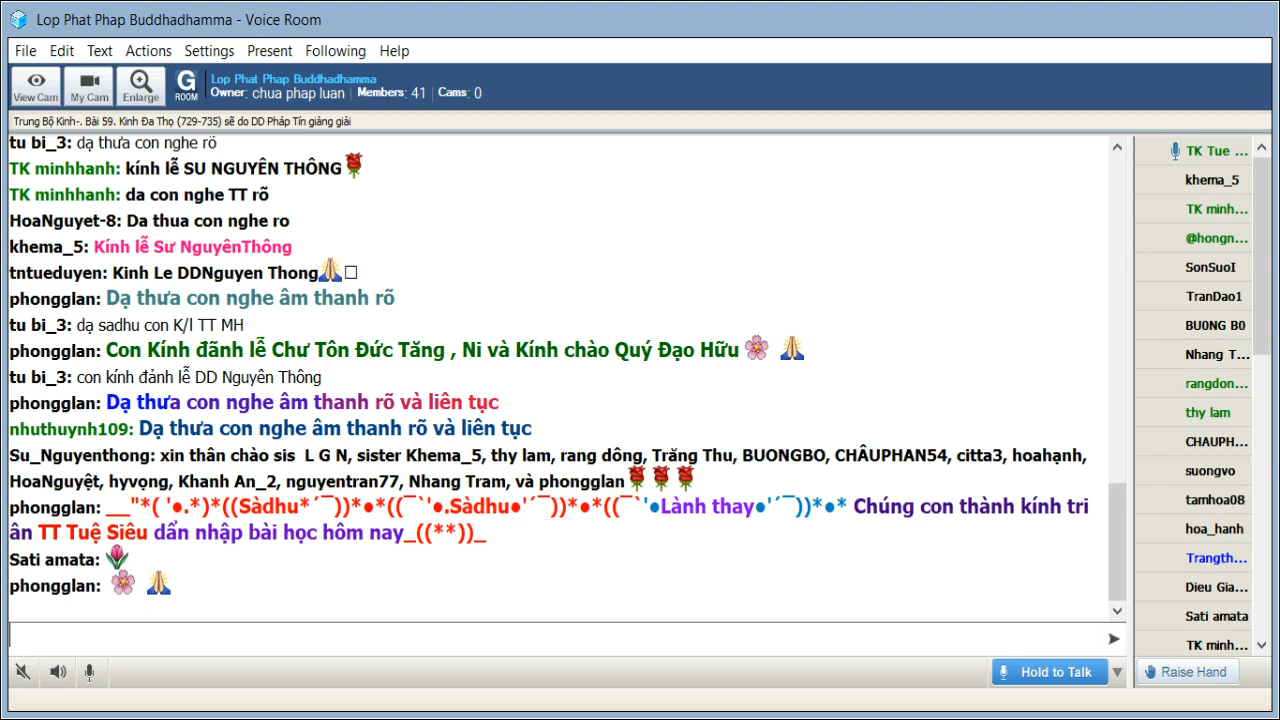 Lop Phat Phap Buddhadhamma - Voice Room
File Edit Text Actions Settings Present Following Help
View Cam My Cam Enlarge G ROOM
Lop Phat Phap Buddhadhamma
Owner: chua phap luan Members: 41 Cams: 0
Trung Bộ Kinh-. Bài 59. Kinh Đa Thọ (729-735) sẽ do DD Pháp Tín giảng giải
tu bi_3: dạ thưa con nghe rõ
TK minhhanh: kính lễ SU NGUYÊN THÔNG
TK minhhanh: da con nghe TT rõ
HoaNguyet-8: Da thua con nghe ro
khema_5: Kính lễ Sư NguyênThông
tntueduyen: Kinh Le DDNguyen Thong
phongglan: Dạ thưa con nghe âm thanh rõ
tu bi_3: dạ sadhu con K/l TT MH
phongglan: Con Kính đãnh lễ Chư Tôn Đức Tăng , Ni và Kính chào Quý Đạo Hữu
tu bi_3: con kính đảnh lễ DD Nguyên Thông
phongglan: Dạ thưa con nghe âm thanh rõ và liên tục
nhuthuynh109: Dạ thưa con nghe âm thanh rõ và liên tục
Su_Nguyenthong: xin thân chào sis L G N, sister Khema_5, thy lam, rang dông, Trăng Thu, BUONGBO, CHÂUPHAN54, citta3, hoahạnh,
HoaNguyệt, hyvọng, Khanh An_2, nguyentran77, Nhang Tram, và phongglan
phongglan: __"*( '●.*)*((Sàdhu*´¯))*●*((¯`'●.Sàdhu●'´¯))*●*((¯`'●Lành thay●'´¯))*●* Chúng con thành kính tri
ân TT Tuệ Siêu dẩn nhập bài học hôm nay_((**))_
Sati amata:
phongglan:
TK Tue ...
khema_5
TK minh...
@hongn...
SonSuoI
TranDao1
BU0NG B0
Nhang T...
rangdon...
thy lam
CHAUPH...
suongvo
tamhoa08
hoa_hanh
Trangth...
Dieu Gia...
Sati amata
TK minh...
Hold to Talk
Raise Hand